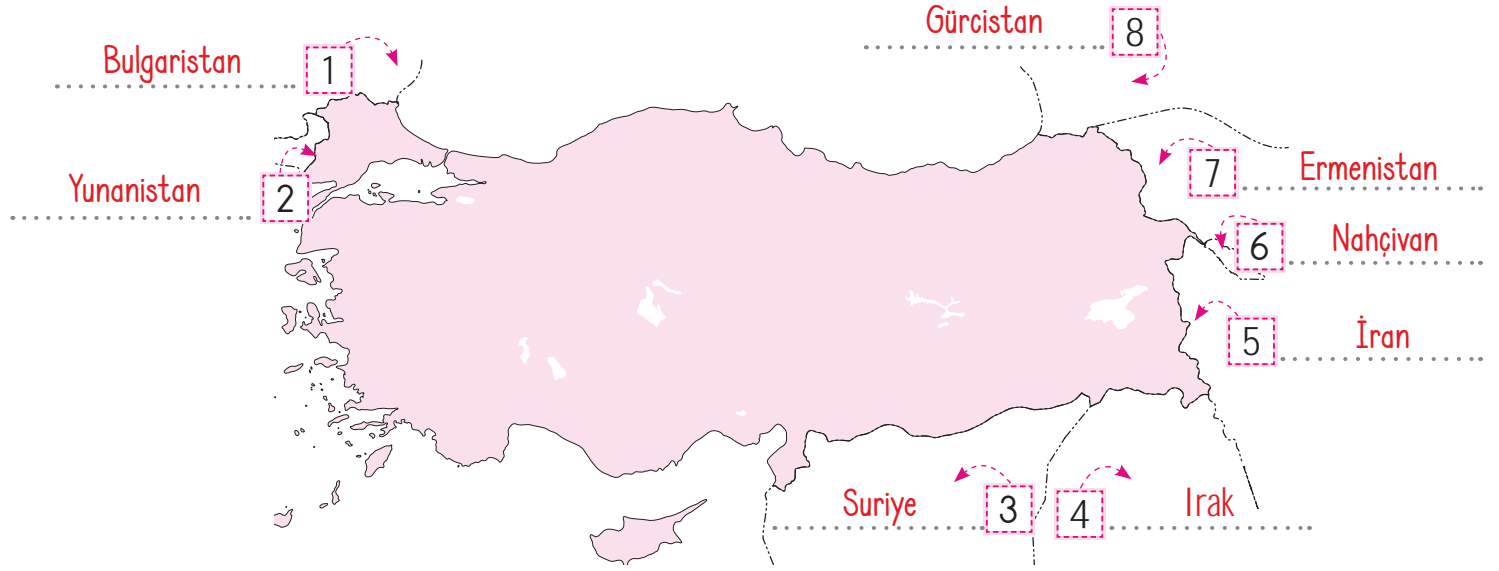 Gürcistan 8
Bulgaristan 1
7 Ermenistan
Yunanistan 2
6 Nahçivan
5 İran
Suriye 3
4 Irak